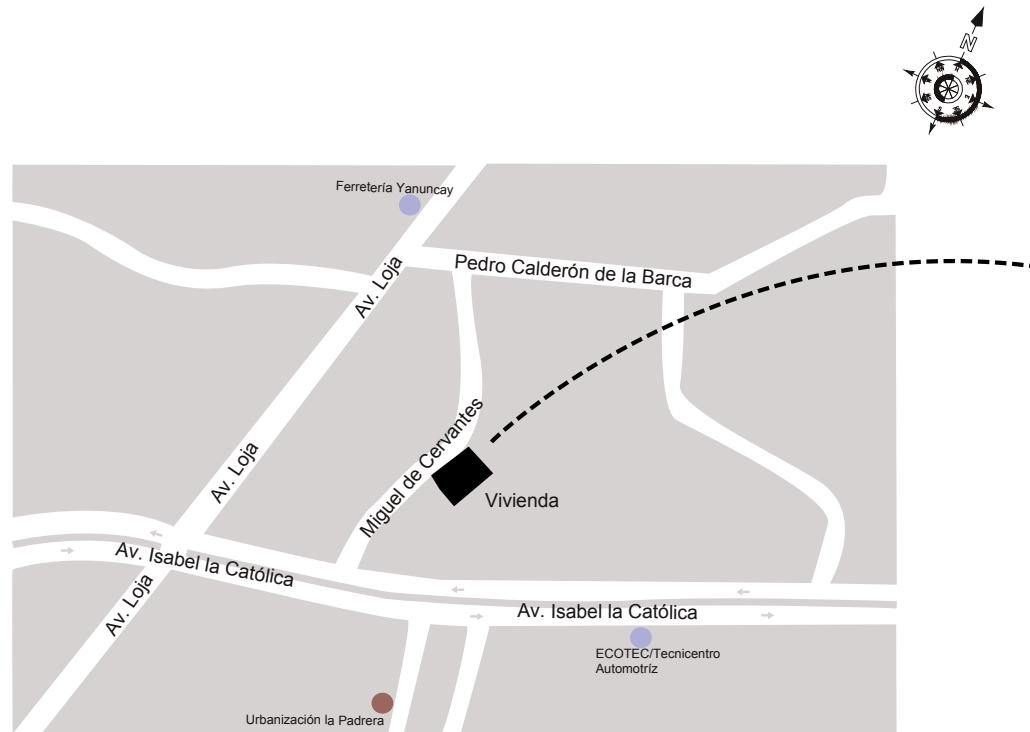 N
Ferretería Yanuncay
Pedro Calderón de la Barca
Av. Loja
Miguel de Cervantes
Av. Loja
Vivienda
Av. Isabel la Católica
Av. Loja
Av. Isabel la Católica
ECOTEC/Tecnicentro
Automotríz
Urbanización la Padrera